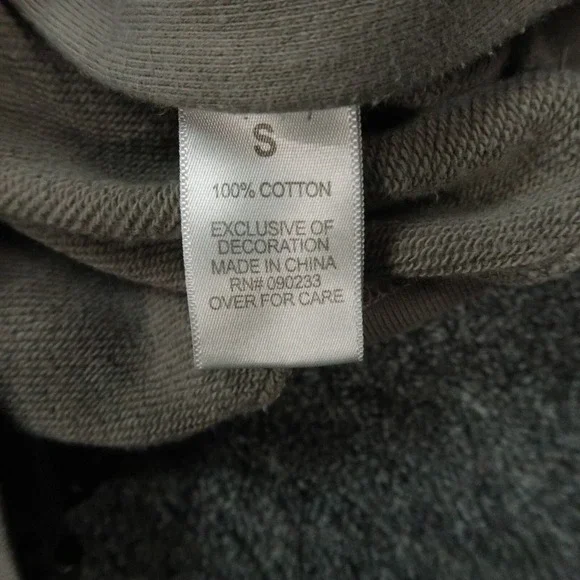 S
100% COTTON
EXCLUSIVE OF
DECORATION
MADE IN CHINA
RN# 090233
OVER FOR CARE